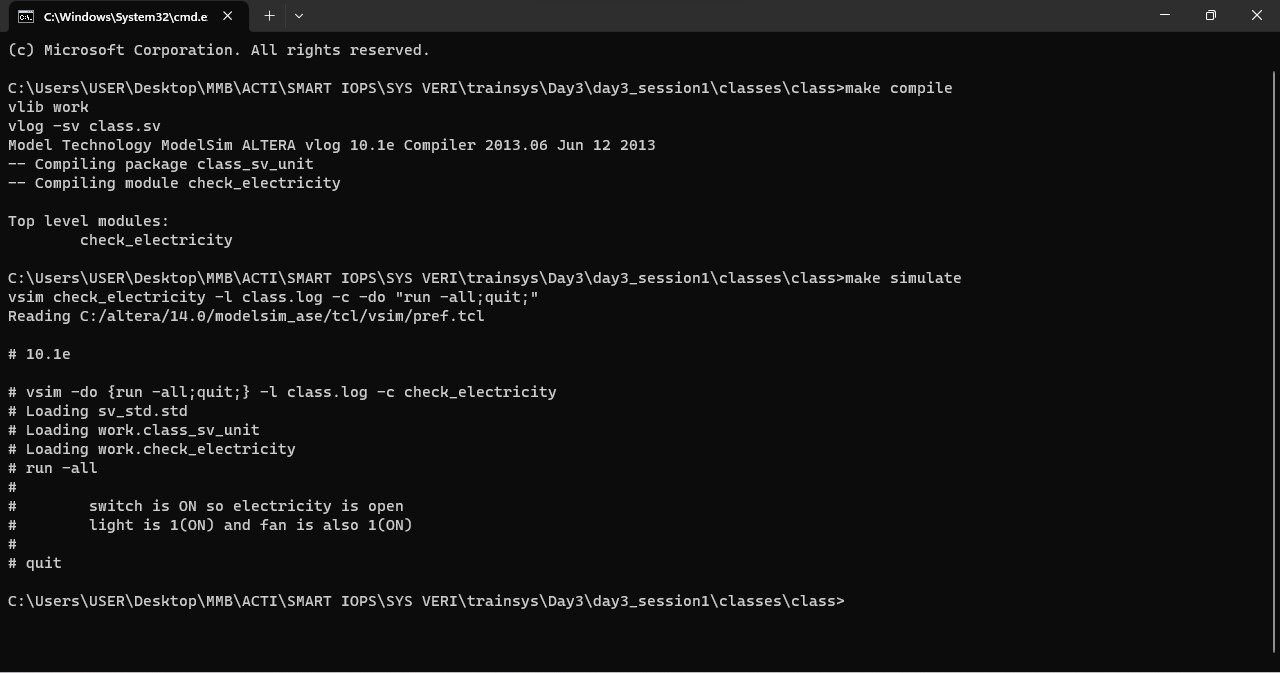 C:\Windows\System32\cmd.e
(c) Microsoft Corporation. All rights reserved.
C:\Users\USER\Desktop\MMB\ACTI\SMART IOPS\SYS VERI\trainsys\Day3\day3_session1\classes\class>make compile
vlib work
vlog -sv class.sv
Model Technology ModelSim ALTERA vlog 10.1e Compiler 2013.06 Jun 12 2013
-- Compiling package class_sv_unit
-- Compiling module check_electricity
Top level modules:
        check_electricity
C:\Users\USER\Desktop\MMB\ACTI\SMART IOPS\SYS VERI\trainsys\Day3\day3_session1\classes\class>make simulate
vsim check_electricity -l class.log -c -do "run -all;quit;"
Reading C:/altera/14.0/modelsim_ase/tcl/vsim/pref.tcl
# 10.1e
# vsim -do {run -all;quit;} -l class.log -c check_electricity
# Loading sv_std.std
# Loading work.class_sv_unit
# Loading work.check_electricity
# run -all
#
#        switch is ON so electricity is open
#        light is 1(ON) and fan is also 1(ON)
#
# quit
C:\Users\USER\Desktop\MMB\ACTI\SMART IOPS\SYS VERI\trainsys\Day3\day3_session1\classes\class>